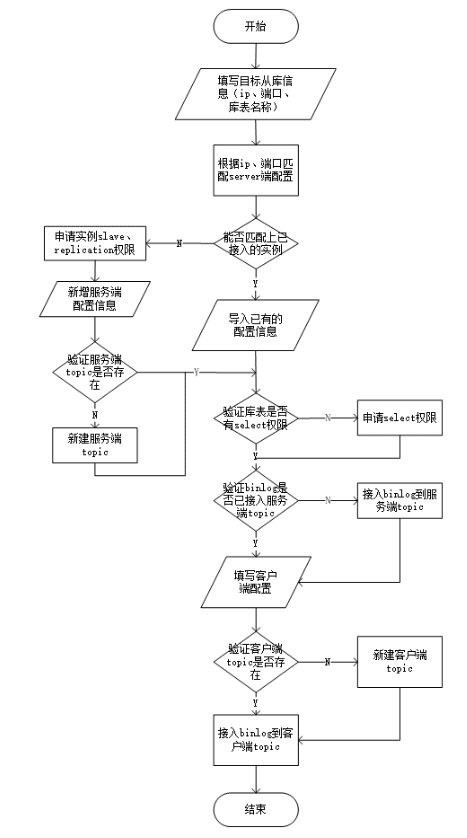 开始
填写目标从库信
息（ip、端口、
库表名称）
根据ip、端口匹
配server端配置
能否匹配上已
接入的实例
N
Y
申请实例slave、
replication权限
新增服务端
配置信息
导入已有的
配置信息
验证服务端
topic是否存
在
Y
N
新建服务端
topic
验证库表是否
有select权限
N
申请select权限
Y
验证binlog是
否已接入服务
端topic
N
接入binlog到服
务端topic
Y
填写客户
端配置
验证客户端
topic是否存
在
N
新建客户端
topic
Y
接入binlog到客
户端topic
结束